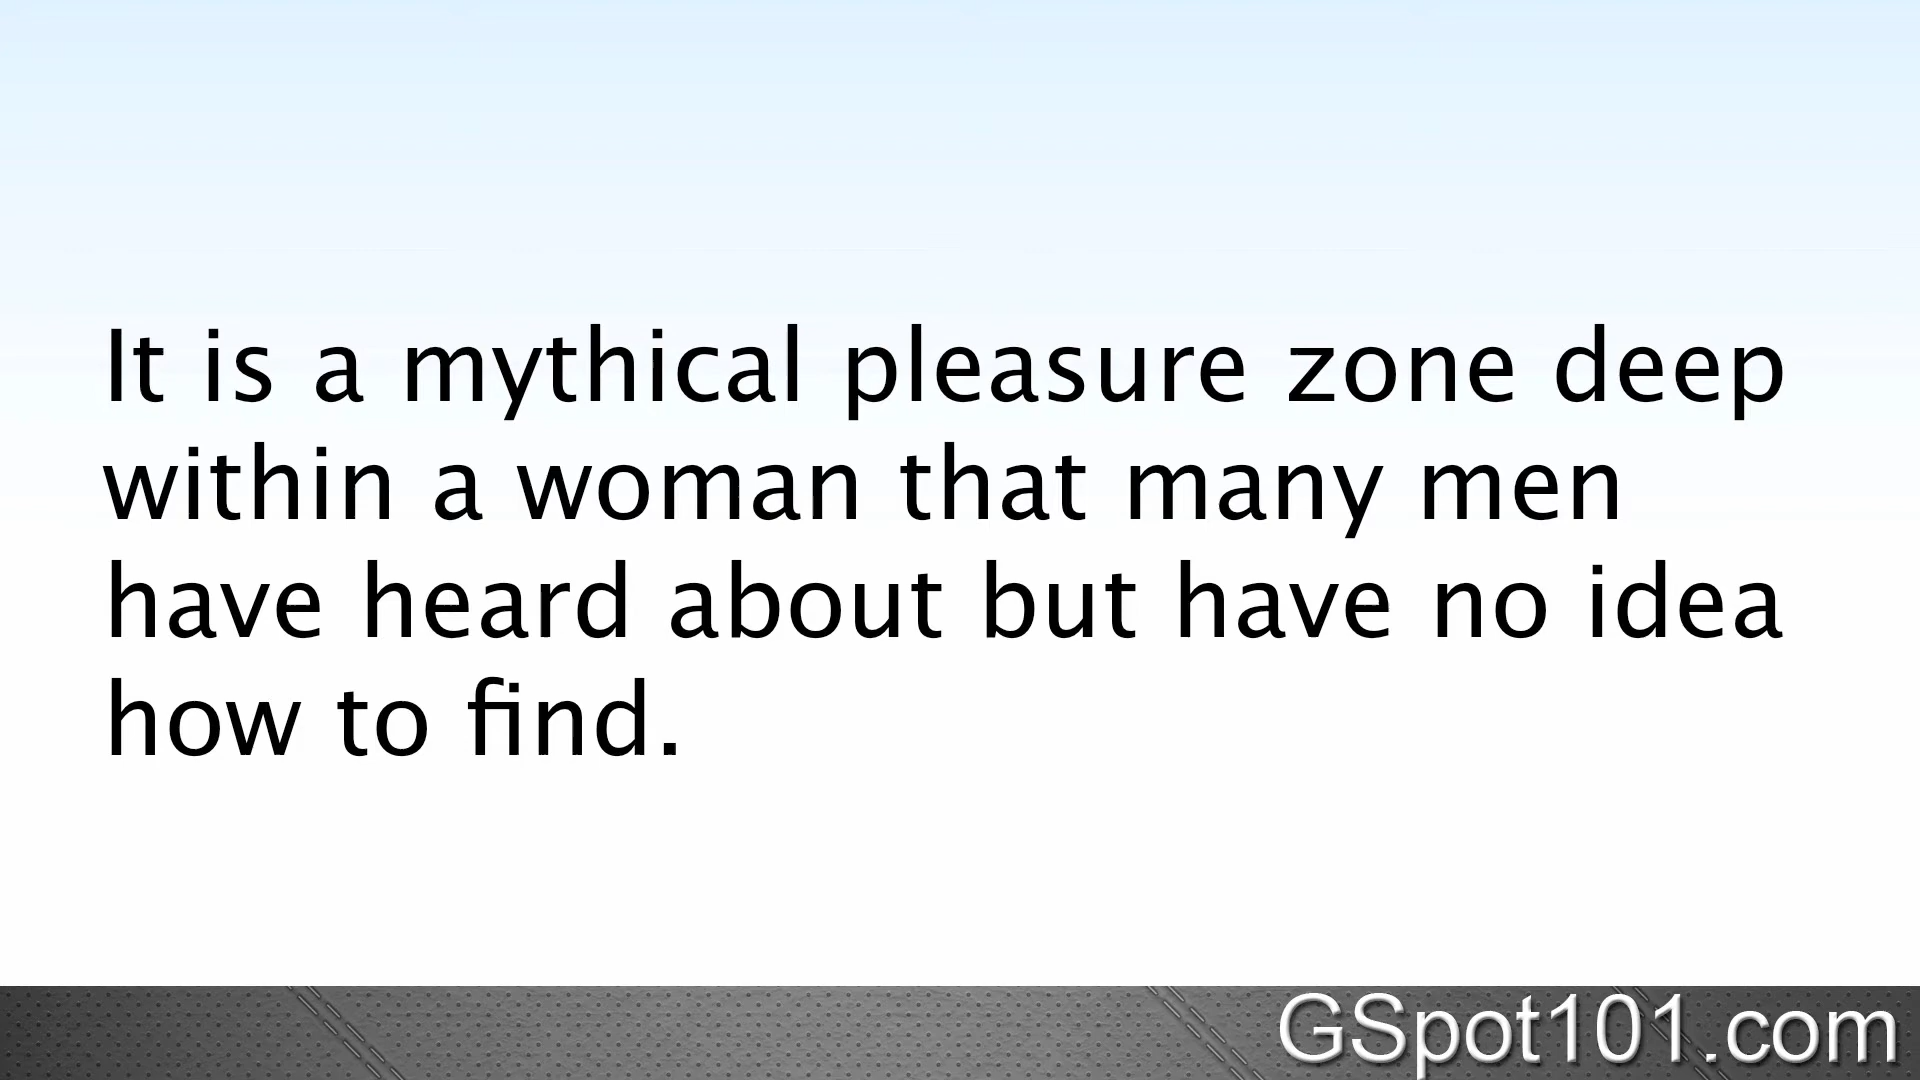 It is a mythical pleasure zone deep
within a woman that many men
have heard about but have no idea
how to find.
GSpot101.com